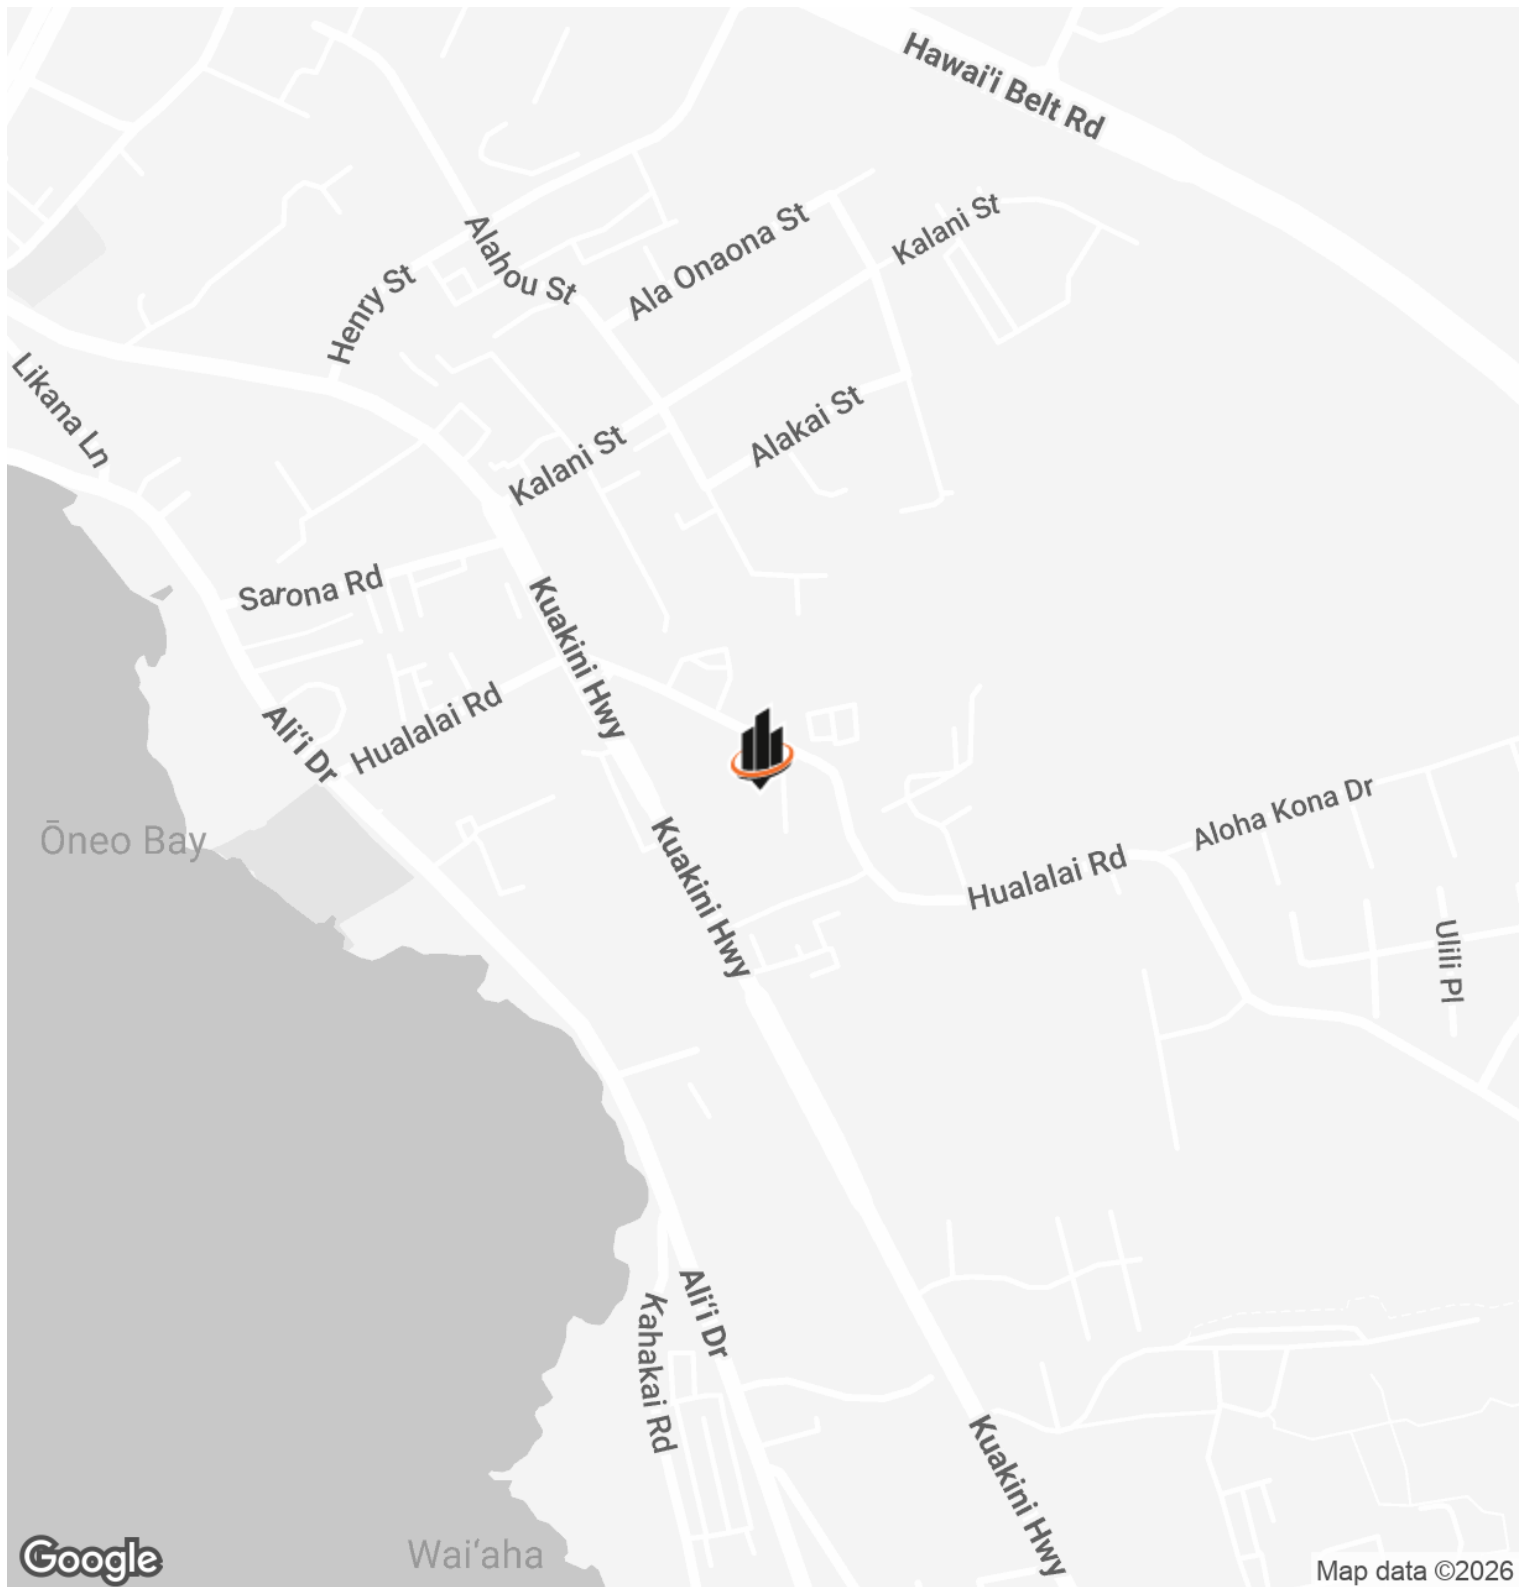 Hawai'i Belt Rd
Kalani St
Ala Onaona St
Alahou St
Henry St
Likana Ln
Alakai St
Kalani St
Sarona Rd
Kuakini Hwy
Hualalai Rd
Ali‘i Dr
Aloha Kona Dr
Ōneo Bay
Kuakini Hwy
Hualalai Rd
Ulili Pl
Ali‘i Dr
Kahakai Rd
Kuakini Hwy
Wai‘aha
Google
Map data ©2026